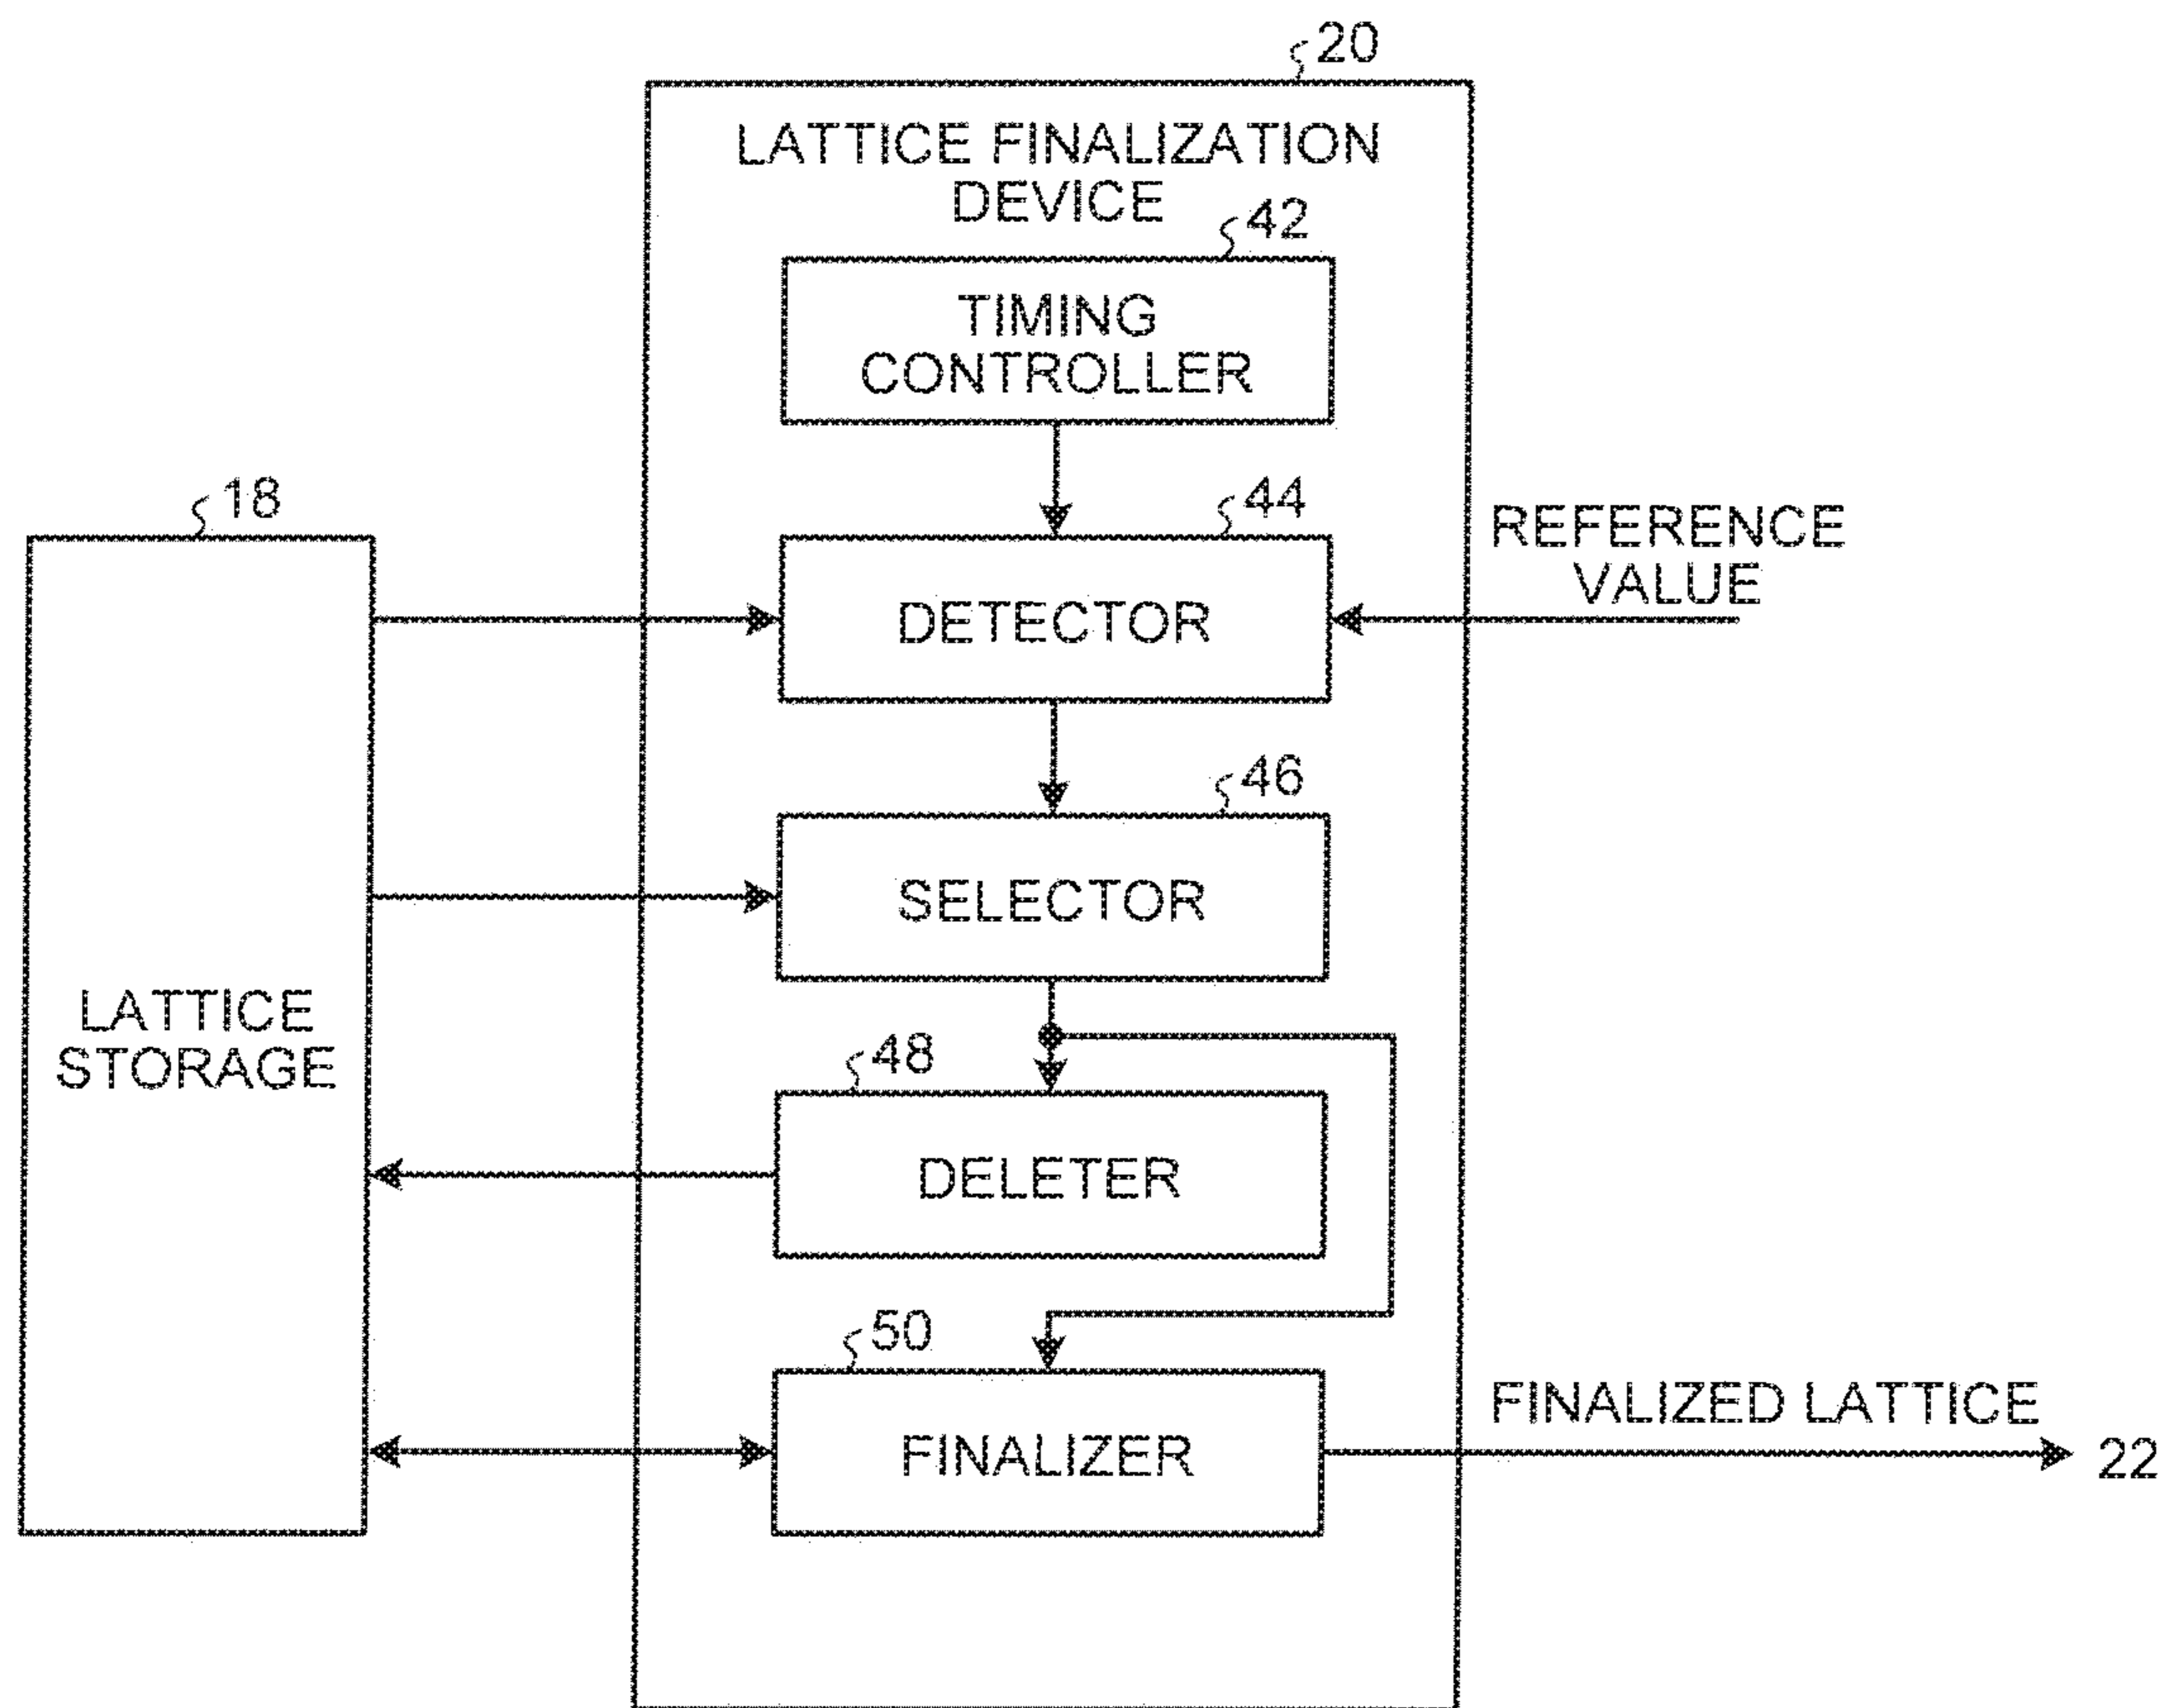 20
LATTICE FINALIZATION
DEVICE
42
TIMING
CONTROLLER
18
44
REFERENCE
VALUE
DETECTOR
46
SELECTOR
LATTICE
STORAGE
48
DELETER
50
FINALIZER
FINALIZED LATTICE
22